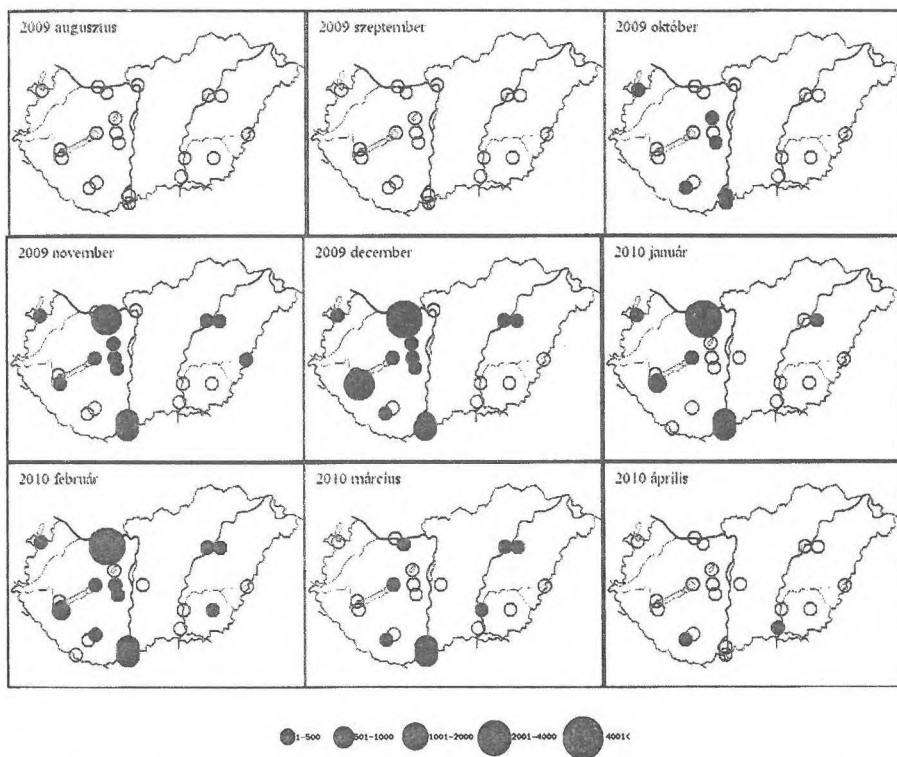 2009 augusztus
2009 szeptember
2009 október
2009 november
2009 december
2010 január
2010 február
2010 március
2010 április
1-500
501-1000
1001-2000
2001-4000
4001<